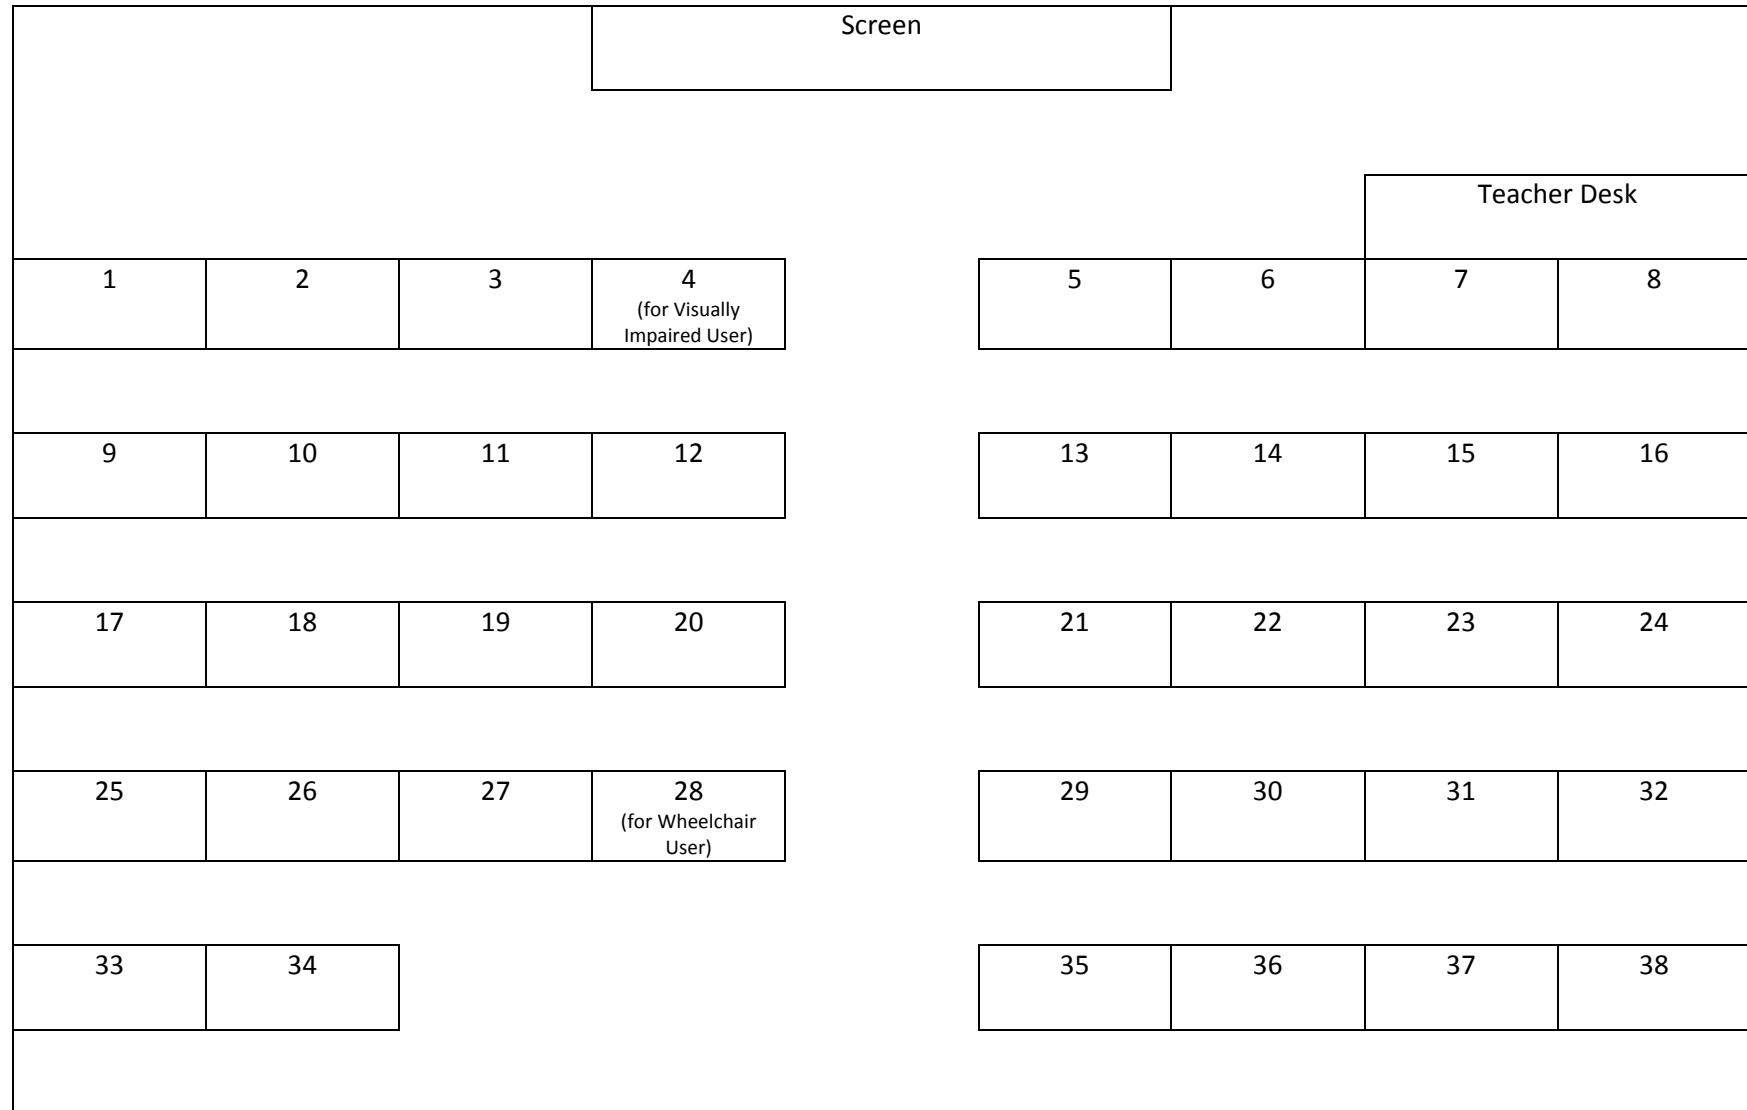 Screen
Teacher Desk
1 2 3 4 5 6 7 8
(for Visually
Impaired User)
9 10 11 12 13 14 15 16
17 18 19 20 21 22 23 24
25 26 27 28 29 30 31 32
(for Wheelchair
User)
33 34 35 36 37 38